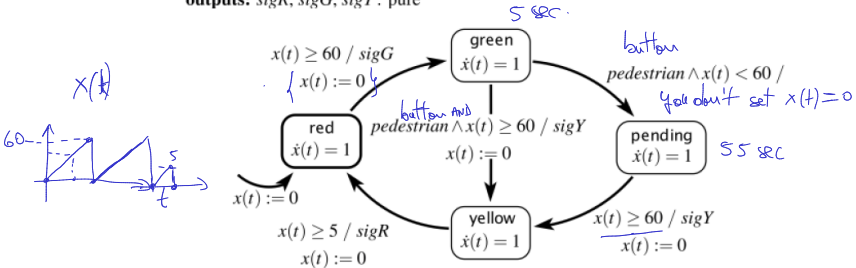 outputs: sigR, sigG, sigY : pure
5 sec.
x(t) ≥ 60 / sigG
{ x(t) := 0 }
green
ẋ(t) = 1
button
pedestrian ∧ x(t) < 60 /
you don't set x(t)=0
x(t)
60
5
t
red
ẋ(t) = 1
button AND
pedestrian ∧ x(t) ≥ 60 / sigY
x(t) := 0
pending
ẋ(t) = 1
55 sec
x(t) := 0
x(t) ≥ 5 / sigR
x(t) := 0
yellow
ẋ(t) = 1
x(t) ≥ 60 / sigY
x(t) := 0